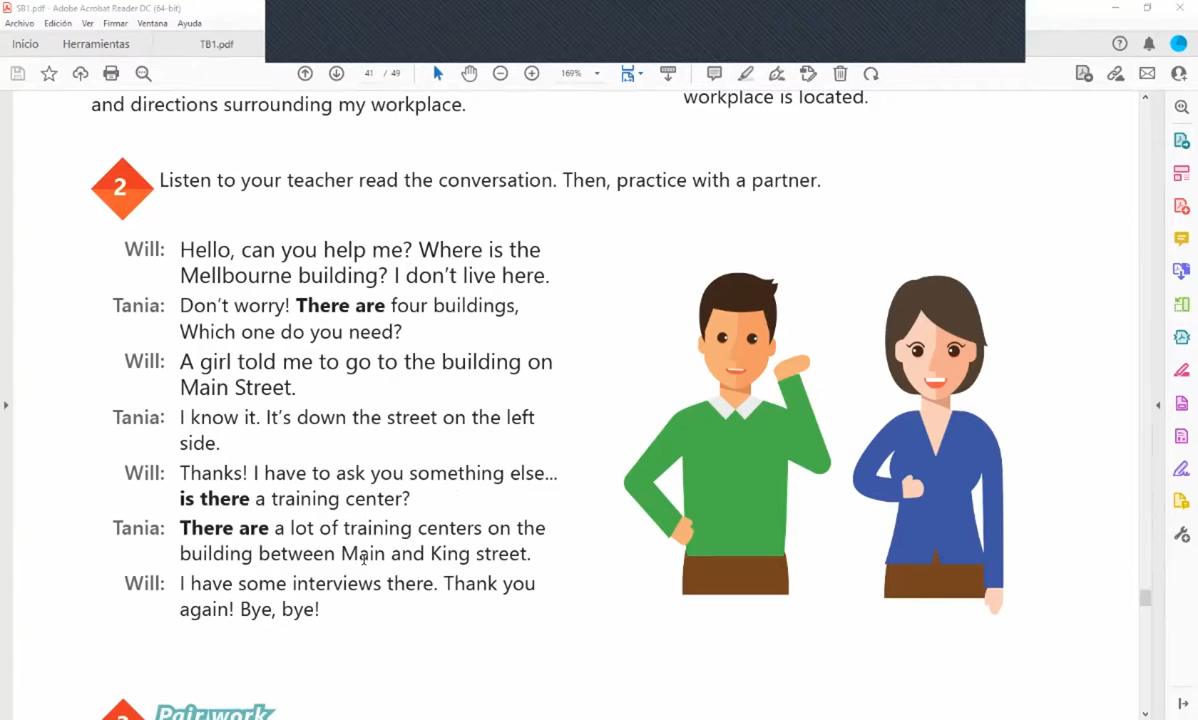 SB1.pdf - Adobe Acrobat Reader DC (64-bit)
Archivo Edición Ver Firmar Ventana Ayuda
Inicio Herramientas TB1.pdf
41 / 49 169%
and directions surrounding my workplace.
workplace is located.
2 Listen to your teacher read the conversation. Then, practice with a partner.
Will: Hello, can you help me? Where is the
Mellbourne building? I don't live here.
Tania: Don't worry! There are four buildings,
Which one do you need?
Will: A girl told me to go to the building on
Main Street.
Tania: I know it. It's down the street on the left
side.
Will: Thanks! I have to ask you something else...
is there a training center?
Tania: There are a lot of training centers on the
building between Main and King street.
Will: I have some interviews there. Thank you
again! Bye, bye!
3 Pair work